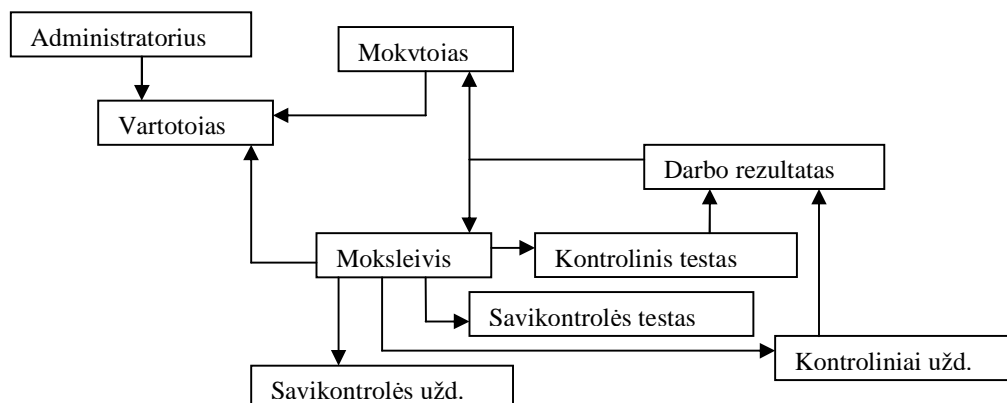 Administratorius
Mokytojas
Vartotojas
Darbo rezultatas
Moksleivis
Kontrolinis testas
Savikontrolės testas
Kontroliniai užd.
Savikontrolės užd.